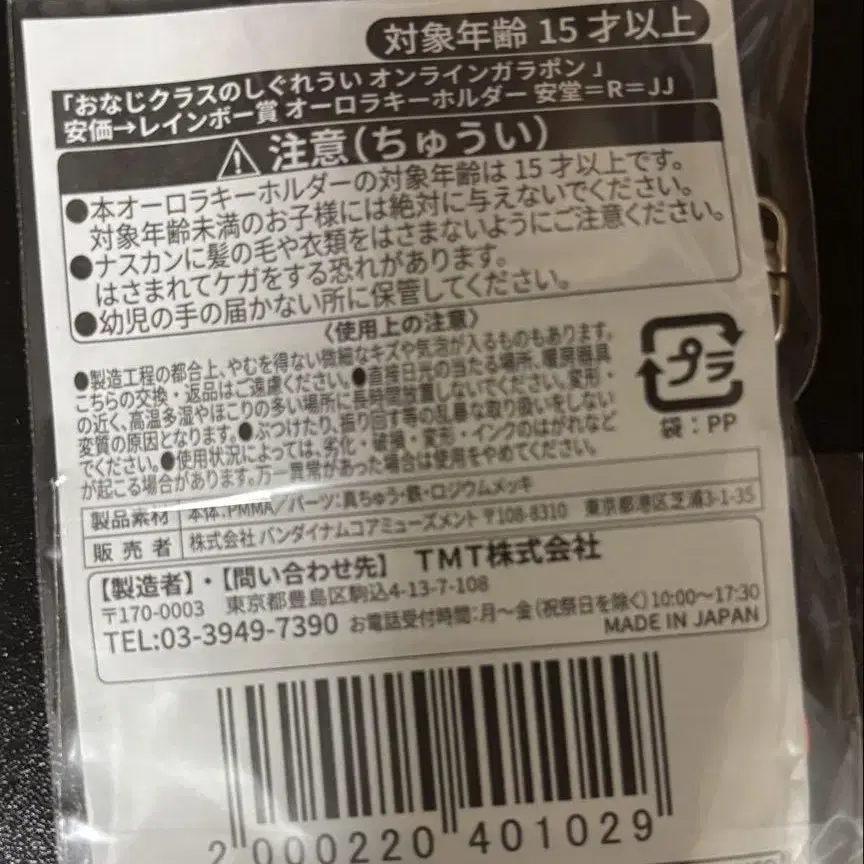 対象年齢 15 才以上
「おなじクラスのしぐれうい オンラインガラポン」
安価→レインボー賞 オーロラキーホルダー 安堂=R=JJ
注意(ちゅうい)
●本オーロラキーホルダーの対象年齢は 15 才以上です。
対象年齢未満のお子様には絶対に与えないでください。
●ナスカンに髪の毛や衣類をはさまないようにご注意ください。
はさまれてケガをする恐れがあります。
●幼児の手の届かない所に保管してください。
〈使用上の注意〉
●製造工程の都合上、やむを得ない微細なキズや気泡が入るものもあります。
こちらの交換・返品はご遠慮ください。●直接日光の当たる場所、暖房器具
の近く、高温多湿やほこりの多い場所に長時間放置しないでください。変形・
変質の原因となります。●ぶつけたり、振り回す等の乱暴な取り扱いをしない
でください。●使用状況によっては、劣化・破損・変形・インクのはがれなど
が起こる場合があります。万一異常があった場合は使用をやめてください。
プラ
袋:PP
製品素材 本体:PMMA/パーツ:真ちゅう・鉄・ロジウムメッキ
販売者 株式会社 バンダイナムコアミューズメント 〒108-8310 東京都港区芝浦3-1-35
【製造者】・【問い合わせ先】 TMT株式会社
〒170-0003 東京都豊島区駒込4-13-7-108
TEL:03-3949-7390 お電話受付時間:月〜金(祝祭日を除く)10:00〜17:30
MADE IN JAPAN
2 000220 401029